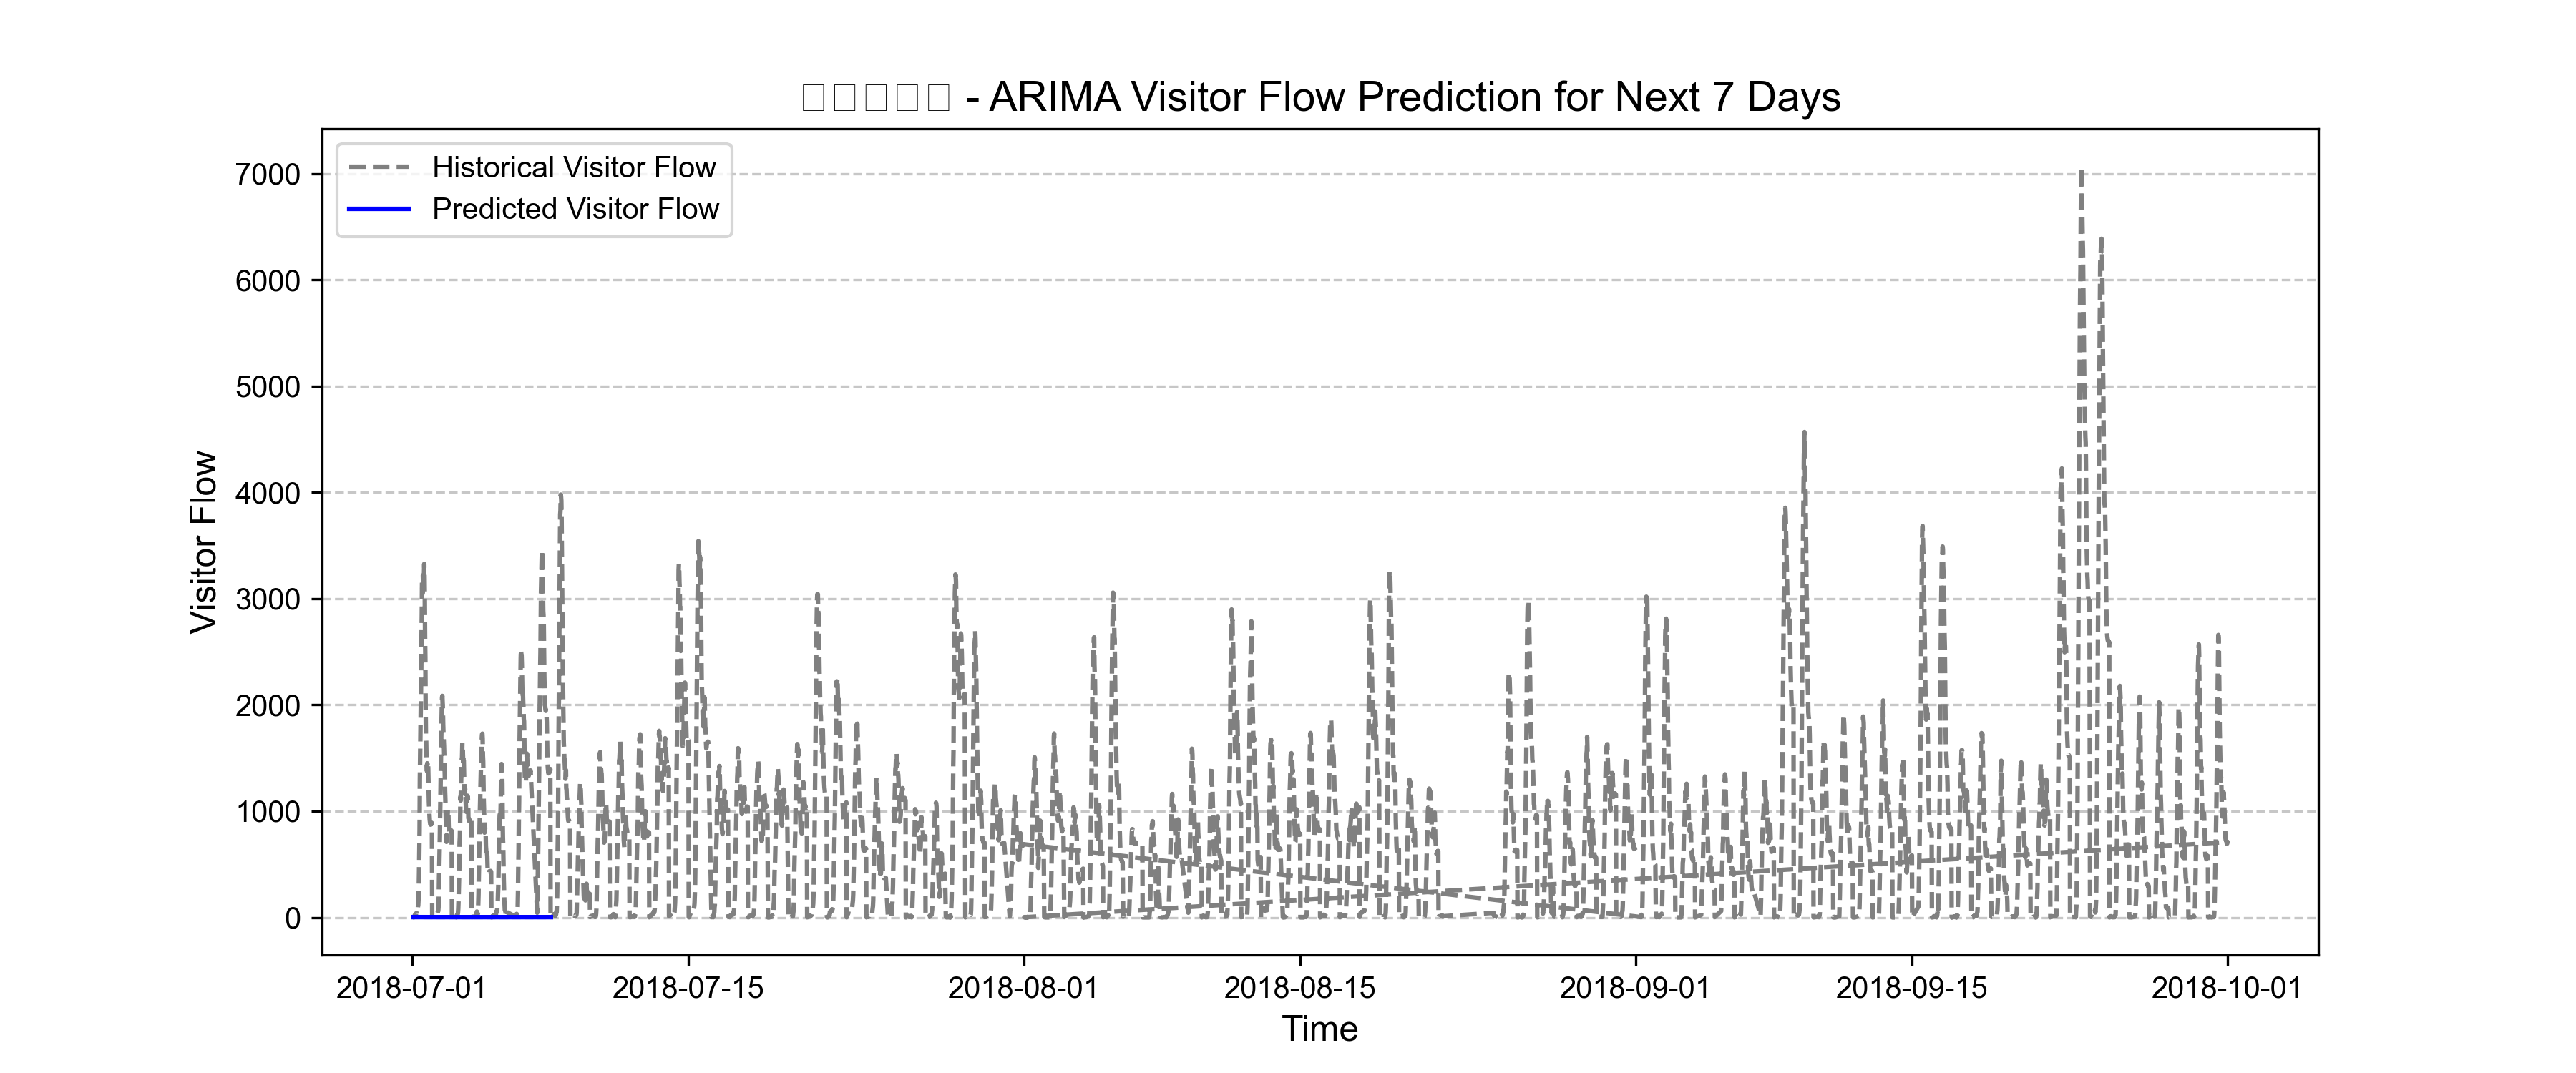 - ARIMA Visitor Flow Prediction for Next 7 Days
Historical Visitor Flow
Predicted Visitor Flow
Visitor Flow
7000
6000
5000
4000
3000
2000
1000
0
2018-07-01 2018-07-15 2018-08-01 2018-08-15 2018-09-01 2018-09-15 2018-10-01
Time